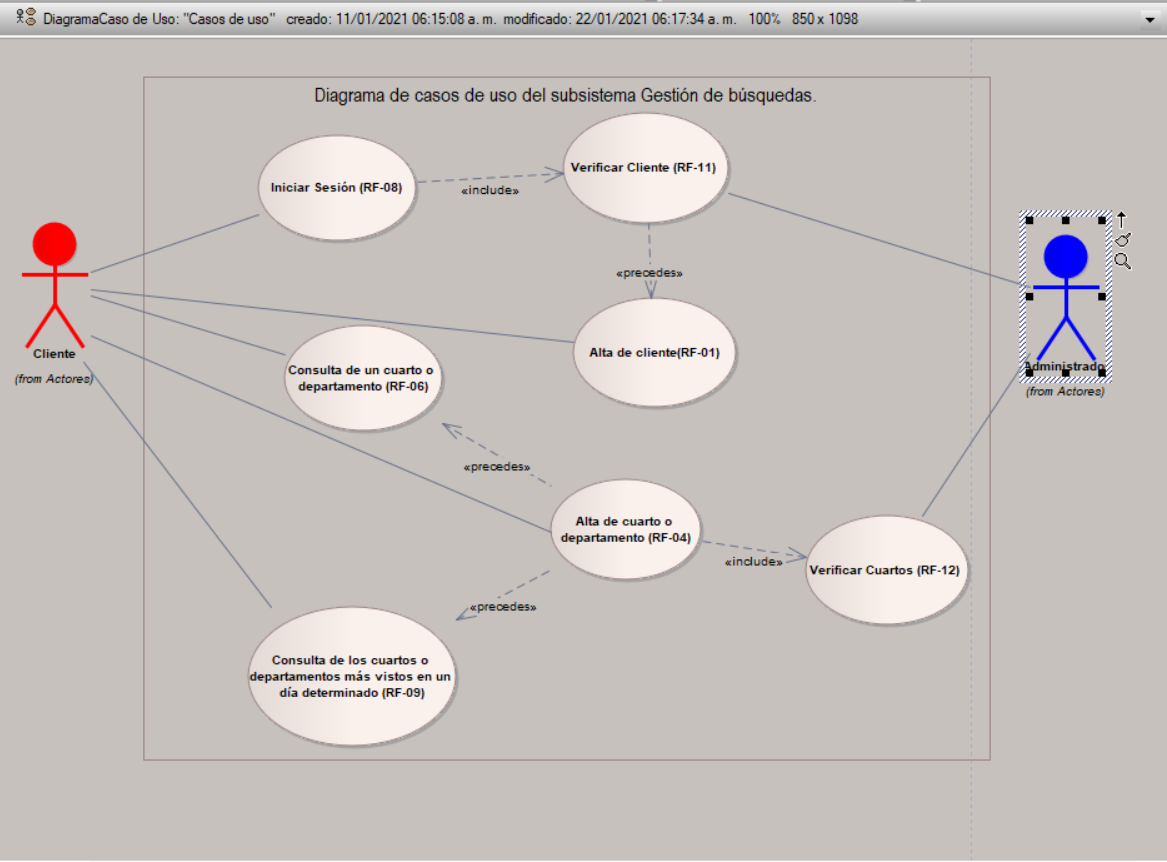 DiagramaCaso de Uso: "Casos de uso" creado: 11/01/2021 06:15:08 a. m. modificado: 22/01/2021 06:17:34 a. m. 100% 850 x 1098
Diagrama de casos de uso del subsistema Gestión de búsquedas.
Iniciar Sesión (RF-08)
«include»
Verificar Cliente (RF-11)
«precedes»
Cliente
(from Actores)
Alta de cliente(RF-01)
Administrado
(from Actores)
Consulta de un cuarto o
departamento (RF-06)
«precedes»
Alta de cuarto o
departamento (RF-04)
«include»
Verificar Cuartos (RF-12)
«precedes»
Consulta de los cuartos o
departamentos más vistos en un
día determinado (RF-09)